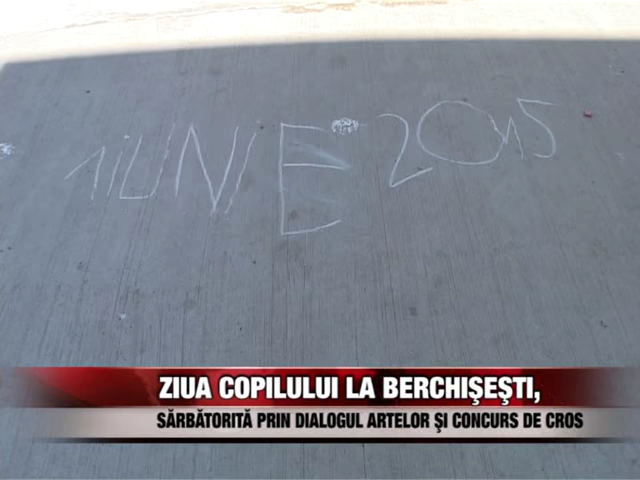 1 IUNIE 2015
ZIUA COPILULUI LA BERCHIŞEŞTI,
SĂRBĂTORITĂ PRIN DIALOGUL ARTELOR ŞI CONCURS DE CROS